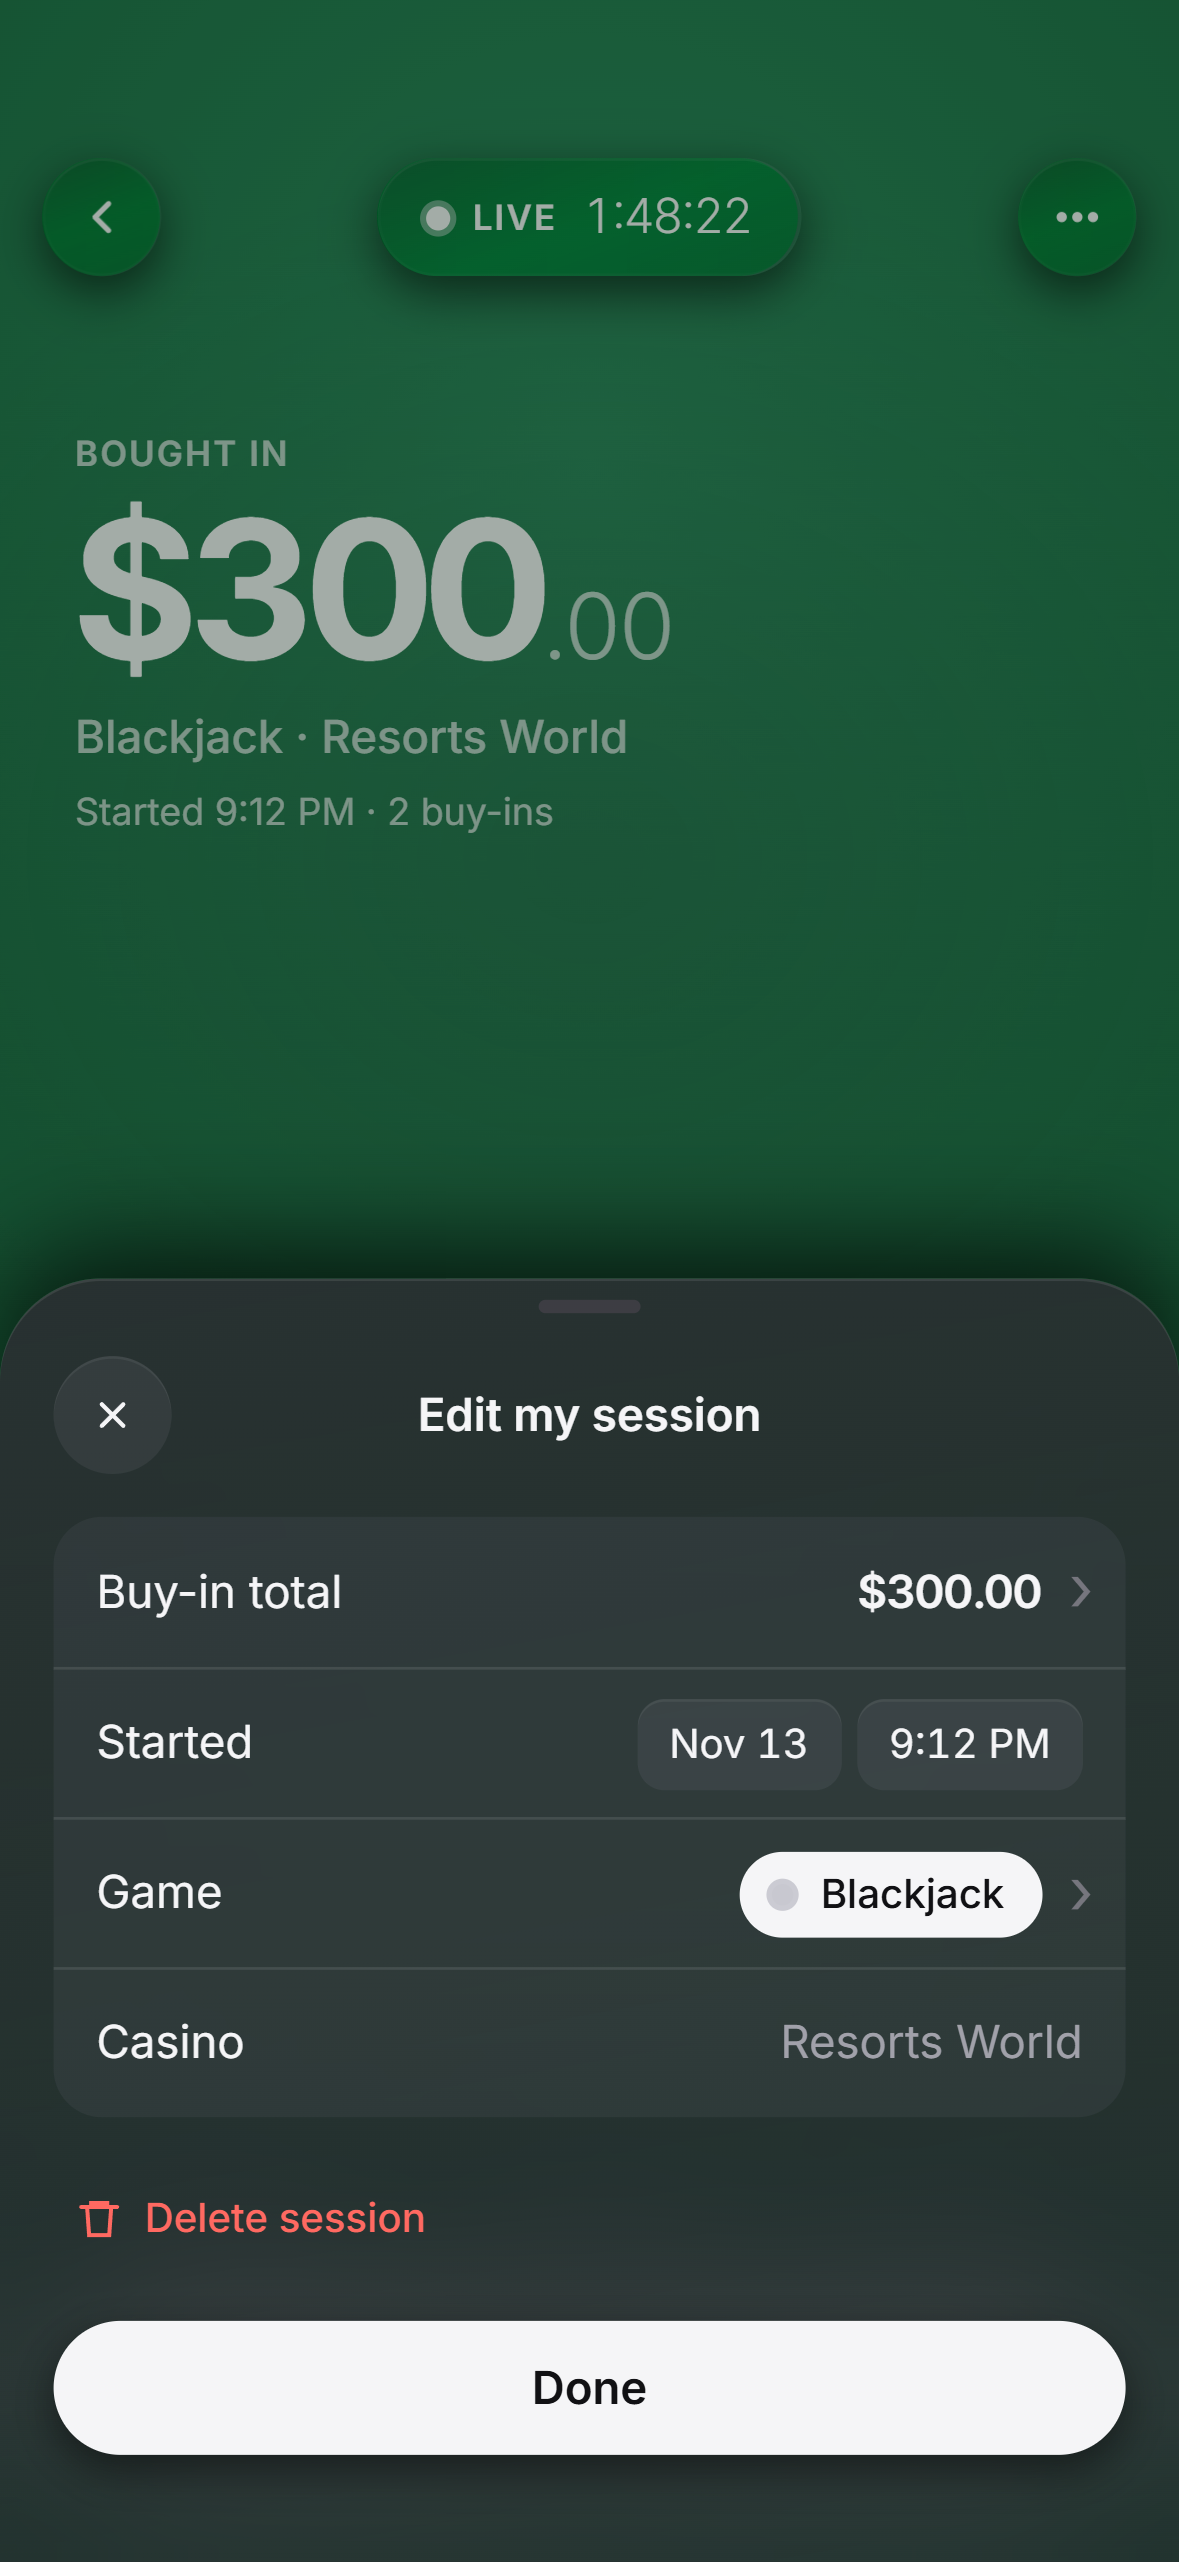 LIVE 1:48:22
BOUGHT IN
$300.00
Blackjack · Resorts World
Started 9:12 PM · 2 buy-ins
Edit my session
Buy-in total $300.00
Started Nov 13 9:12 PM
Game Blackjack
Casino Resorts World
Delete session
Done